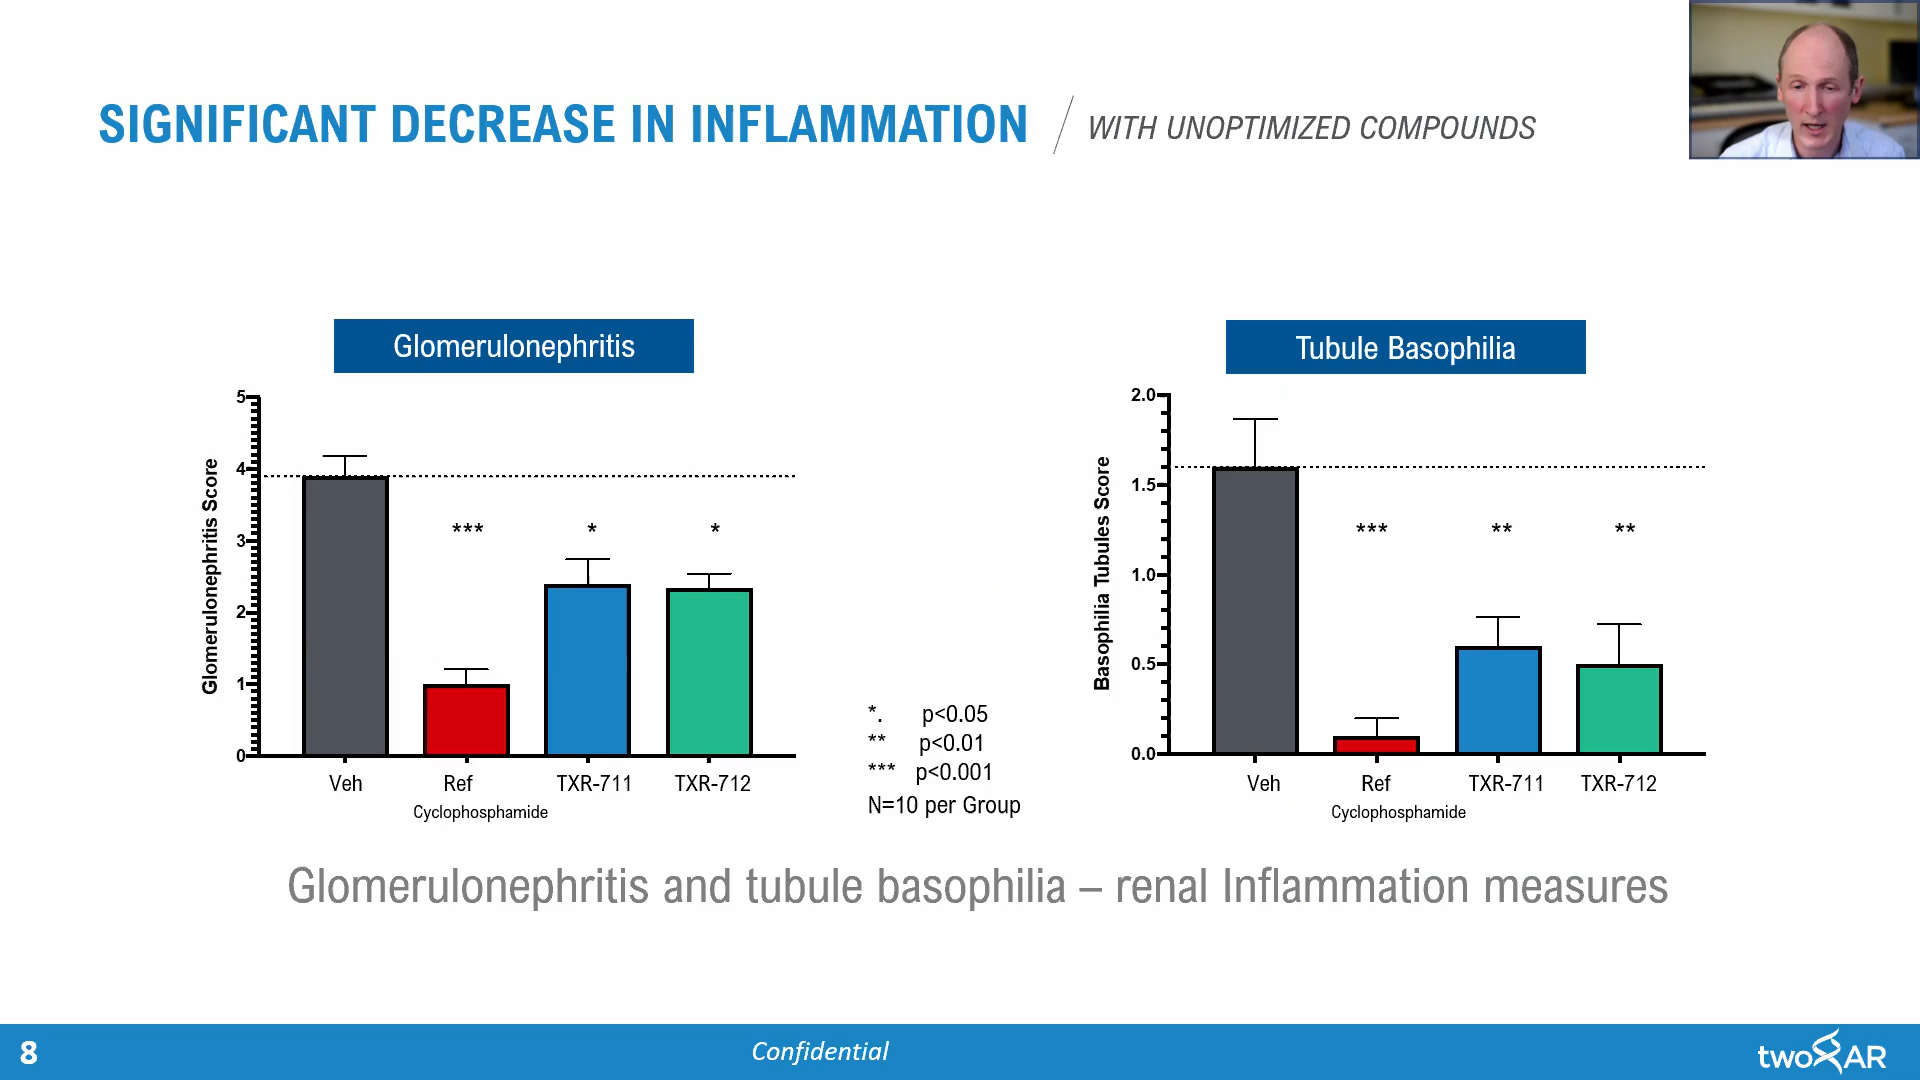 SIGNIFICANT DECREASE IN INFLAMMATION / WITH UNOPTIMIZED COMPOUNDS
Glomerulonephritis
5
4
3
2
1
0
Glomerulonephritis Score
***
*
*
Veh
Ref
TXR-711
TXR-712
Cyclophosphamide
*. p<0.05
** p<0.01
*** p<0.001
N=10 per Group
Tubule Basophilia
2.0
1.5
1.0
0.5
0.0
Basophilia Tubules Score
***
**
**
Veh
Ref
TXR-711
TXR-712
Cyclophosphamide
Glomerulonephritis and tubule basophilia – renal Inflammation measures
8
Confidential
twoXAR